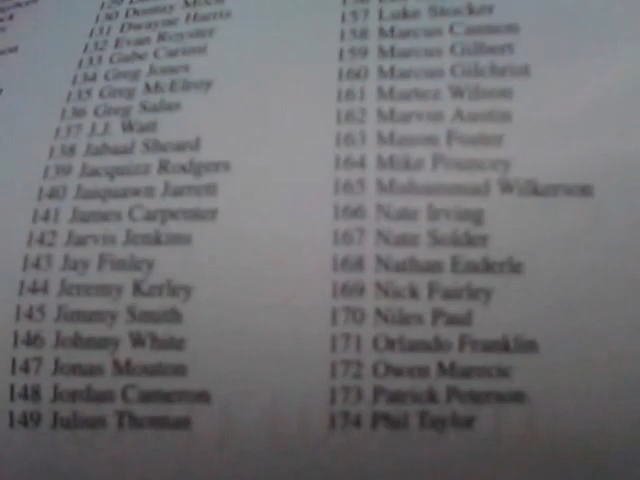 130 Donnay
131 Dwayne Harris
132 Evan Royster
133 Gabe Carimi
134 Greg Jones
135 Greg McElroy
136 Greg Salas
137 J.J. Watt
138 Jabaal Sheard
139 Jacquizz Rodgers
140 Jaiquawn Jarrett
141 James Carpenter
142 Jarvis Jenkins
143 Jay Finley
144 Jeremy Kerley
145 Jimmy Smith
146 Johnny White
147 Jonas Mouton
148 Jordan Cameron
149 Julius Thomas
157 Luke Stocker
158 Marcus Cannon
159 Marcus Gilbert
160 Marcus Gilchrist
161 Martez Wilson
162 Marvin Austin
163 Mason Foster
164 Mike Pouncey
165 Muhammad Wilkerson
166 Nate Irving
167 Nate Solder
168 Nathan Enderle
169 Nick Fairley
170 Niles Paul
171 Orlando Franklin
172 Owen Marecic
173 Patrick Peterson
174 Phil Taylor